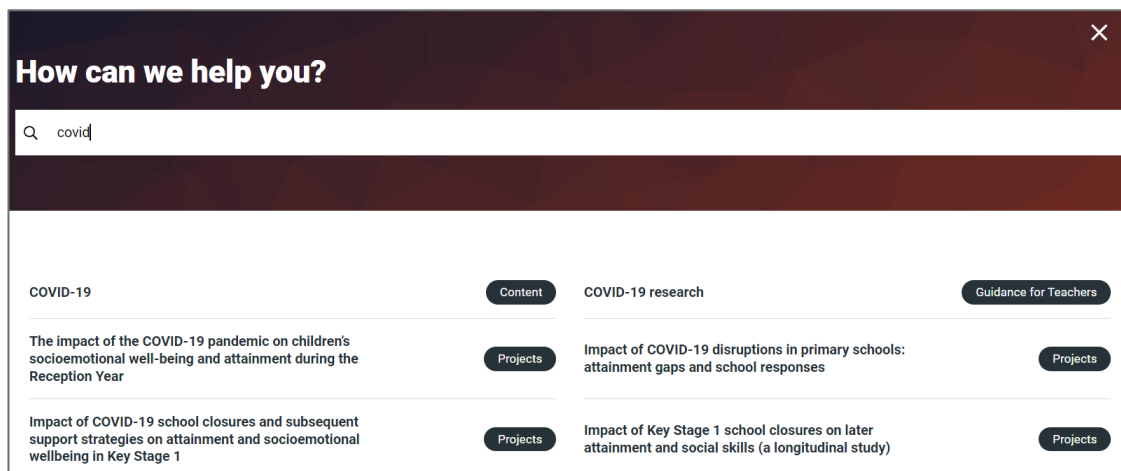 How can we help you?
covid
COVID-19
Content
COVID-19 research
Guidance for Teachers
The impact of the COVID-19 pandemic on children's
socioemotional well-being and attainment during the
Reception Year
Projects
Impact of COVID-19 disruptions in primary schools:
attainment gaps and school responses
Projects
Impact of COVID-19 school closures and subsequent
support strategies on attainment and socioemotional
wellbeing in Key Stage 1
Projects
Impact of Key Stage 1 school closures on later
attainment and social skills (a longitudinal study)
Projects